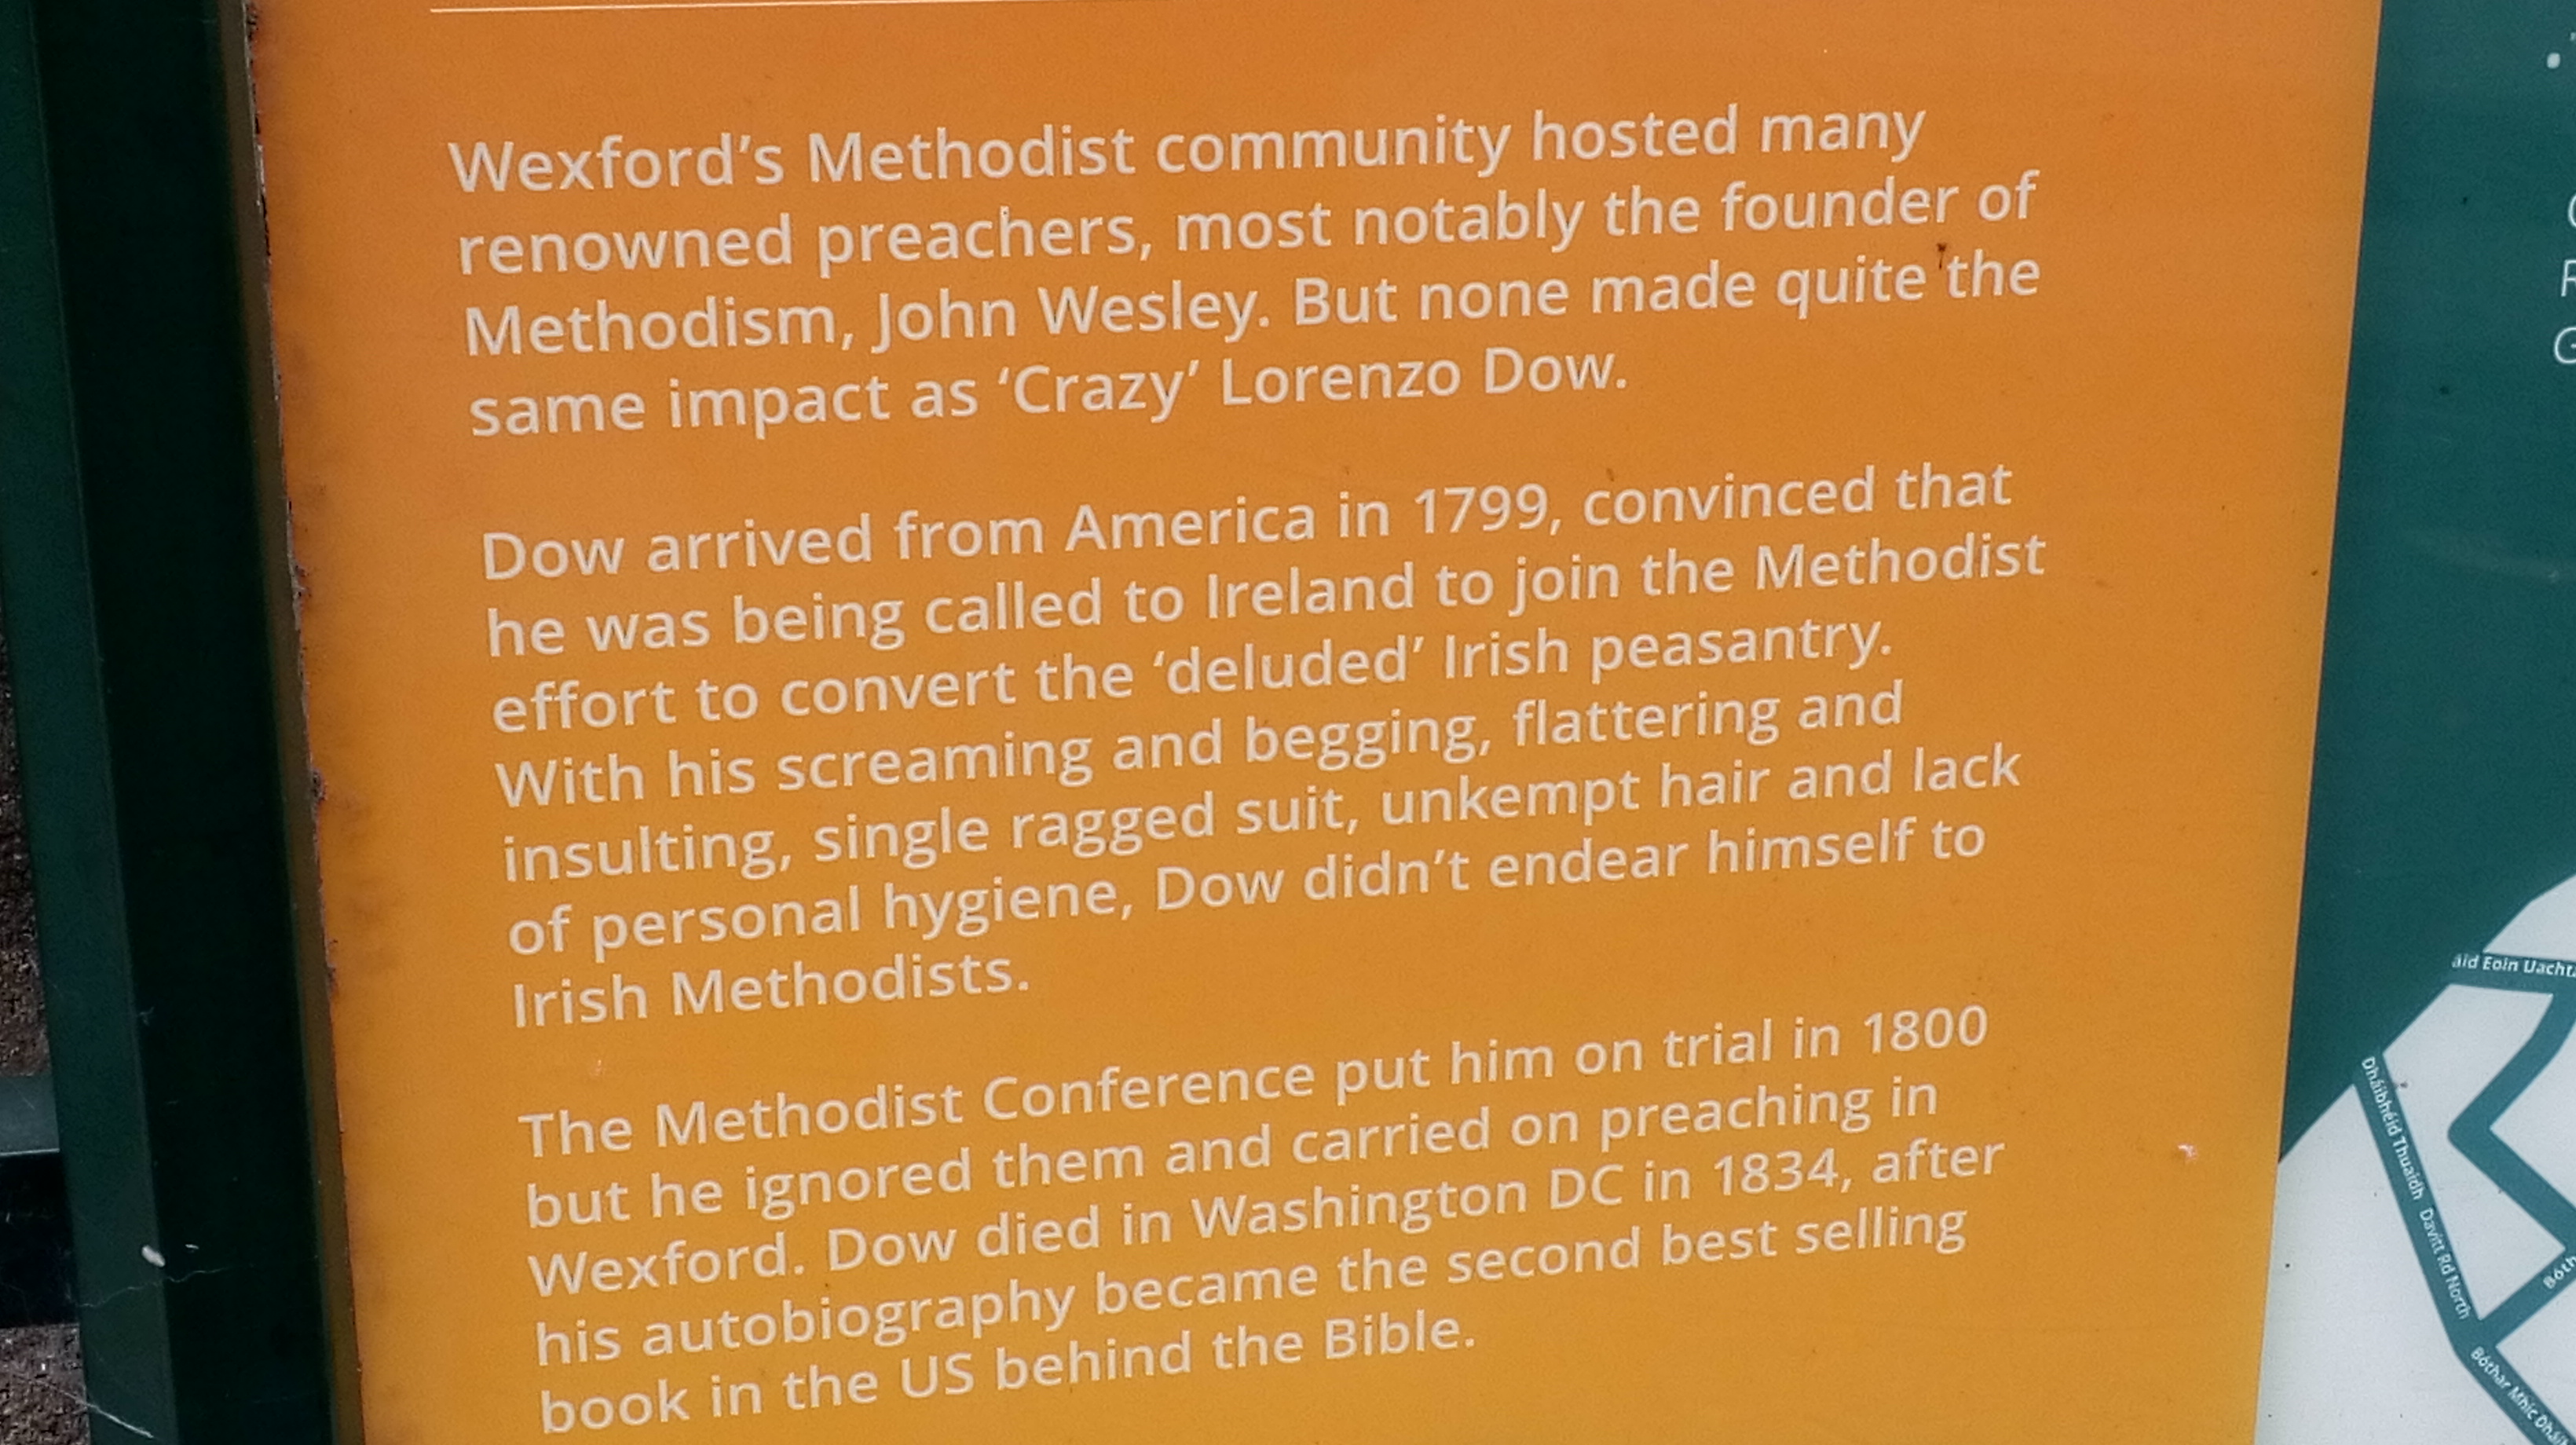 Wexford’s Methodist community hosted many
renowned preachers, most notably the founder of
Methodism, John Wesley. But none made quite the
same impact as ‘Crazy’ Lorenzo Dow.
Dow arrived from America in 1799, convinced that
he was being called to Ireland to join the Methodist
effort to convert the ‘deluded’ Irish peasantry.
With his screaming and begging, flattering and
insulting, single ragged suit, unkempt hair and lack
of personal hygiene, Dow didn’t endear himself to
Irish Methodists.
The Methodist Conference put him on trial in 1800
but he ignored them and carried on preaching in
Wexford. Dow died in Washington DC in 1834, after
his autobiography became the second best selling
book in the US behind the Bible.
Eoin
Dháibhéid Thuaidh Davitt Rd North
Bóthar Mhic